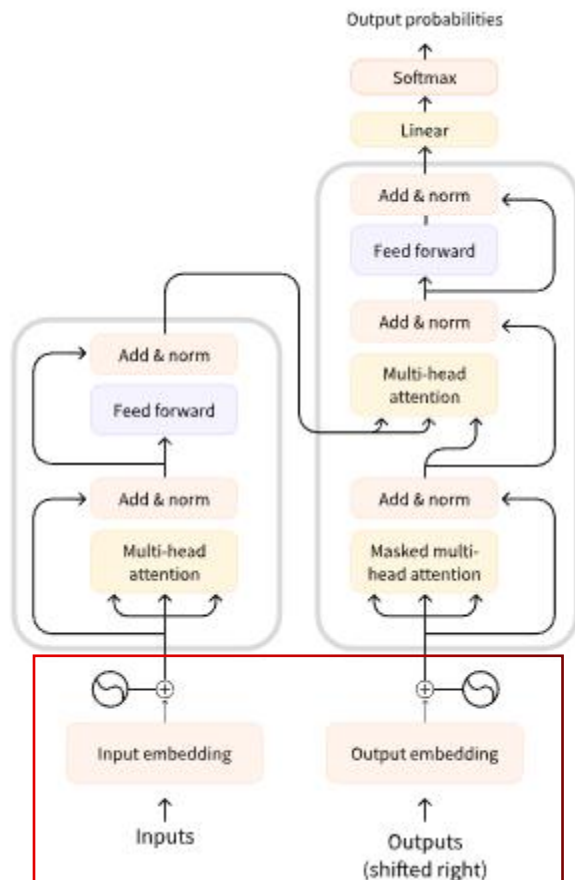 Output probabilities
Softmax
Linear
Add & norm
Feed forward
Add & norm
Multi-head
attention
Add & norm
Masked multi-
head attention
Add & norm
Feed forward
Add & norm
Multi-head
attention
Input embedding
Output embedding
Inputs
Outputs
(shifted right)